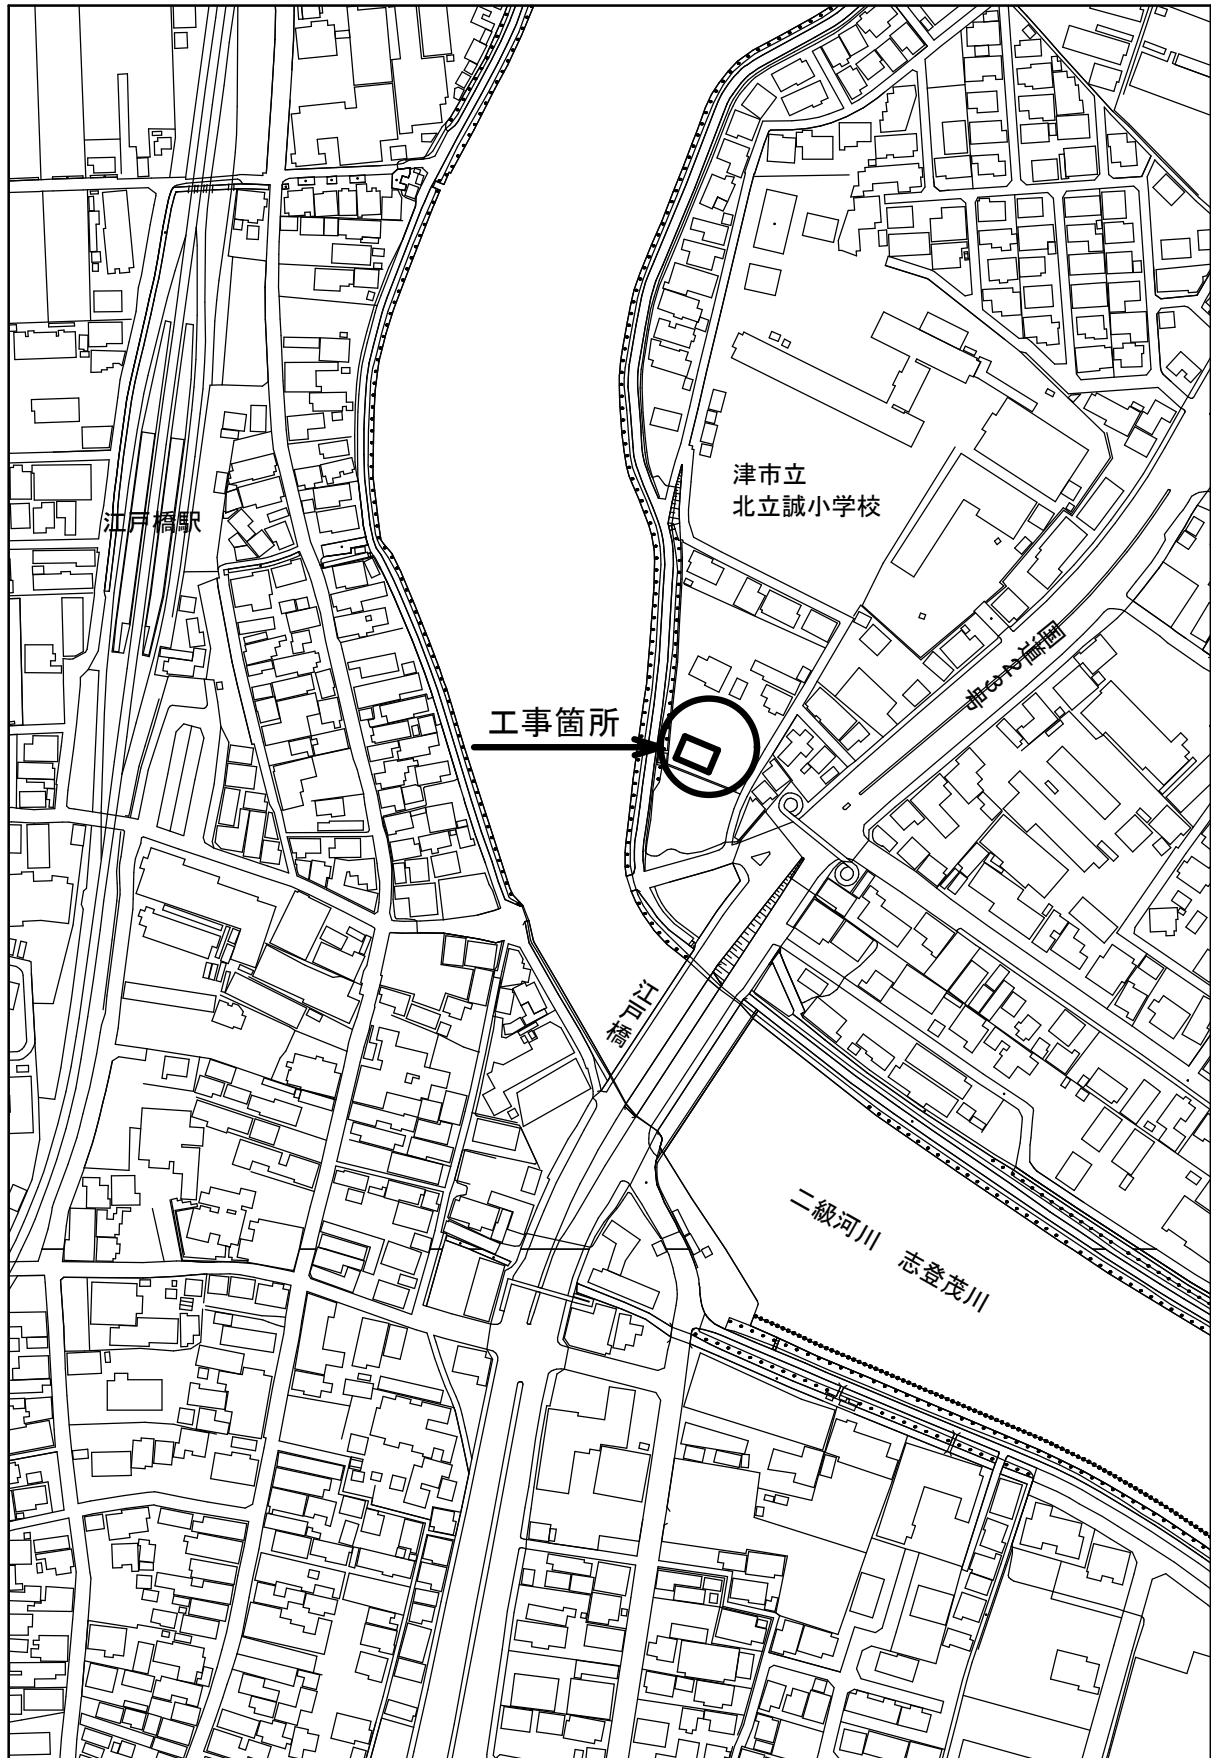 津市立
北立誠小学校
江戸橋駅
国道23号
工事箇所
江戸橋
二級河川 志登茂川